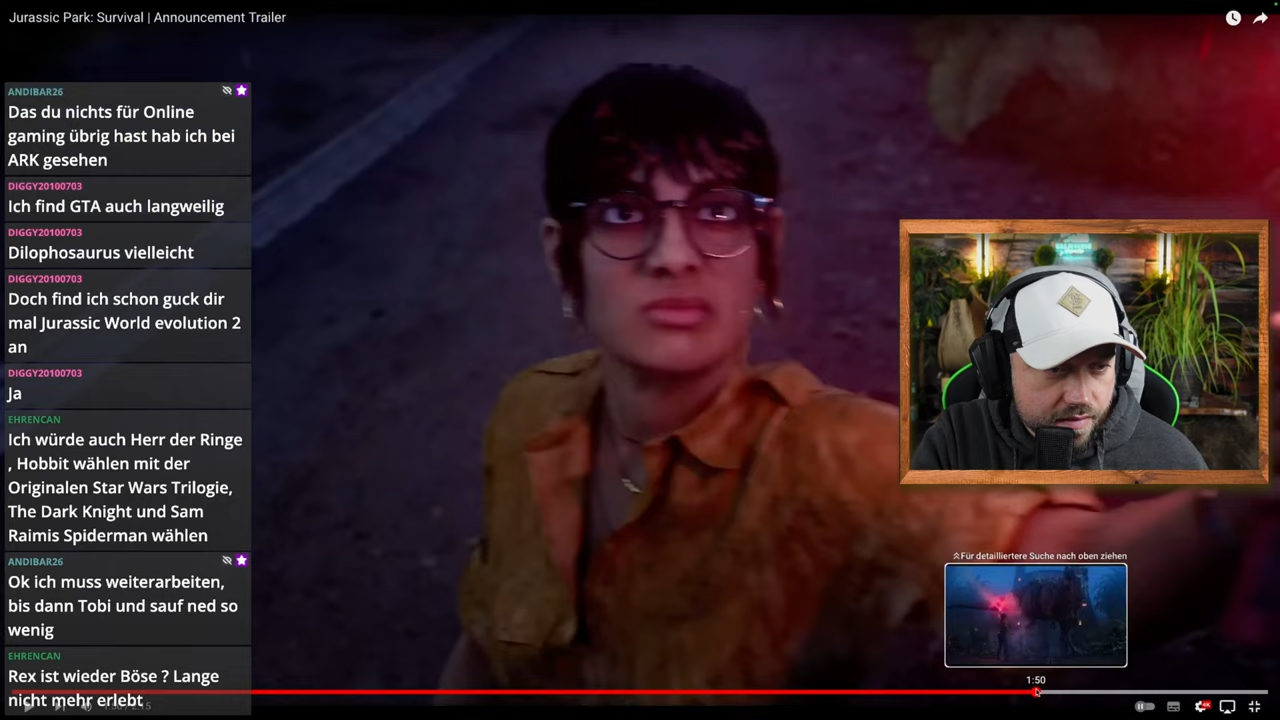 Jurassic Park: Survival | Announcement Trailer
ANDIBAR26
Das du nichts für Online
gaming übrig hast hab ich bei
ARK gesehen
DIGGY20100703
Ich find GTA auch langweilig
DIGGY20100703
Dilophosaurus vielleicht
DIGGY20100703
Doch find ich schon guck dir
mal Jurassic World evolution 2
an
DIGGY20100703
Ja
EHRENCAN
Ich würde auch Herr der Ringe
, Hobbit wählen mit der
Originalen Star Wars Trilogie,
The Dark Knight und Sam
Raimis Spiderman wählen
ANDIBAR26
Ok ich muss weiterarbeiten,
bis dann Tobi und sauf ned so
wenig
EHRENCAN
Rex ist wieder Böse ? Lange
nicht mehr erlebt
Für detailliertere Suche nach oben ziehen
1:50
4K